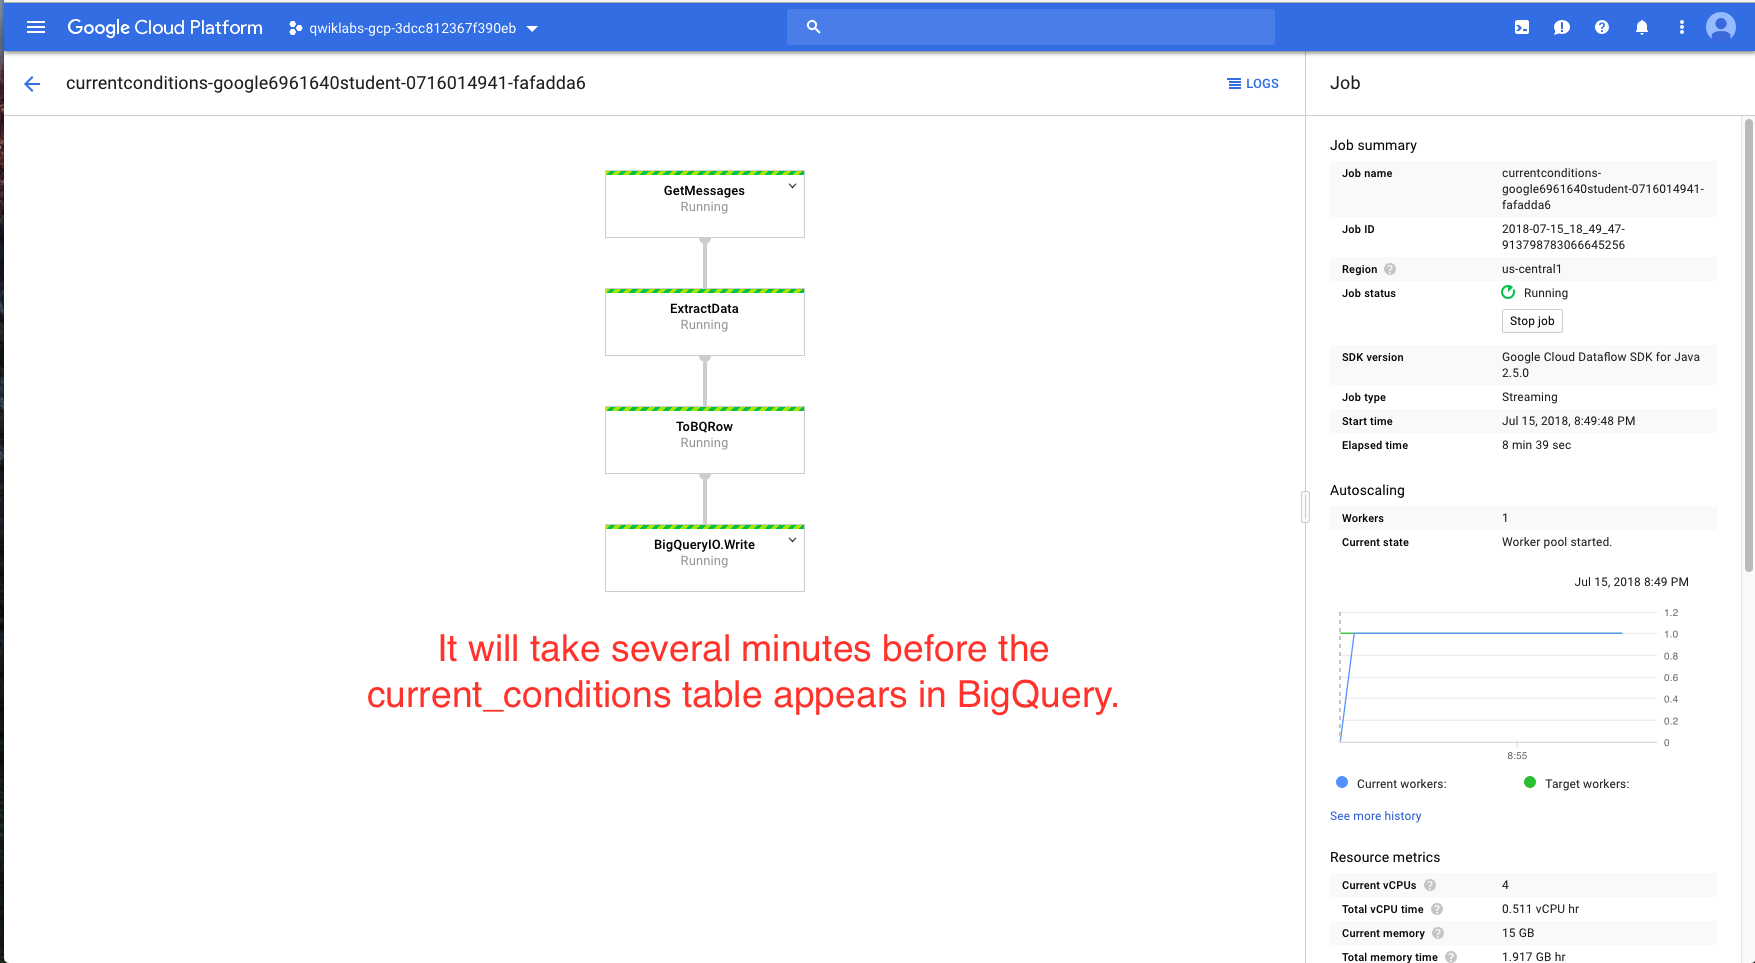 Google Cloud Platform
qwiklabs-gcp-3dcc812367f390eb
currentconditions-google6961640student-0716014941-fafadda6
LOGS
GetMessages
Running
ExtractData
Running
ToBQRow
Running
BigQueryIO.Write
Running
It will take several minutes before the
current_conditions table appears in BigQuery.
Job
Job summary
Job name currentconditions-
google6961640student-0716014941-
fafadda6
Job ID 2018-07-15_18_49_47-
913798783066645256
Region ? us-central1
Job status Running
Stop job
SDK version Google Cloud Dataflow SDK for Java
2.5.0
Job type Streaming
Start time Jul 15, 2018, 8:49:48 PM
Elapsed time 8 min 39 sec
Autoscaling
Workers 1
Current state Worker pool started.
Jul 15, 2018 8:49 PM
1.2
1.0
0.8
0.6
0.4
0.2
0
8:55
Current workers: Target workers:
See more history
Resource metrics
Current vCPUs ? 4
Total vCPU time ? 0.511 vCPU hr
Current memory ? 15 GB
Total memory time ? 1.917 GB hr